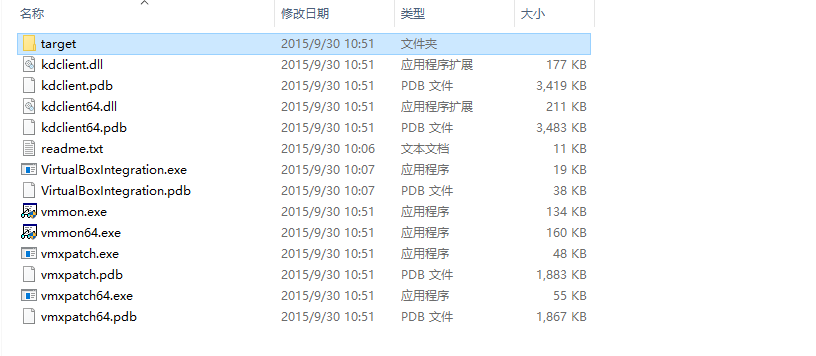 名称 修改日期 类型 大小
target 2015/9/30 10:51 文件夹
kdclient.dll 2015/9/30 10:51 应用程序扩展 177 KB
kdclient.pdb 2015/9/30 10:51 PDB 文件 3,419 KB
kdclient64.dll 2015/9/30 10:51 应用程序扩展 211 KB
kdclient64.pdb 2015/9/30 10:51 PDB 文件 3,483 KB
readme.txt 2015/9/30 10:06 文本文档 11 KB
VirtualBoxIntegration.exe 2015/9/30 10:07 应用程序 19 KB
VirtualBoxIntegration.pdb 2015/9/30 10:07 PDB 文件 38 KB
vmmon.exe 2015/9/30 10:51 应用程序 134 KB
vmmon64.exe 2015/9/30 10:51 应用程序 160 KB
vmxpatch.exe 2015/9/30 10:51 应用程序 48 KB
vmxpatch.pdb 2015/9/30 10:51 PDB 文件 1,883 KB
vmxpatch64.exe 2015/9/30 10:51 应用程序 55 KB
vmxpatch64.pdb 2015/9/30 10:51 PDB 文件 1,867 KB